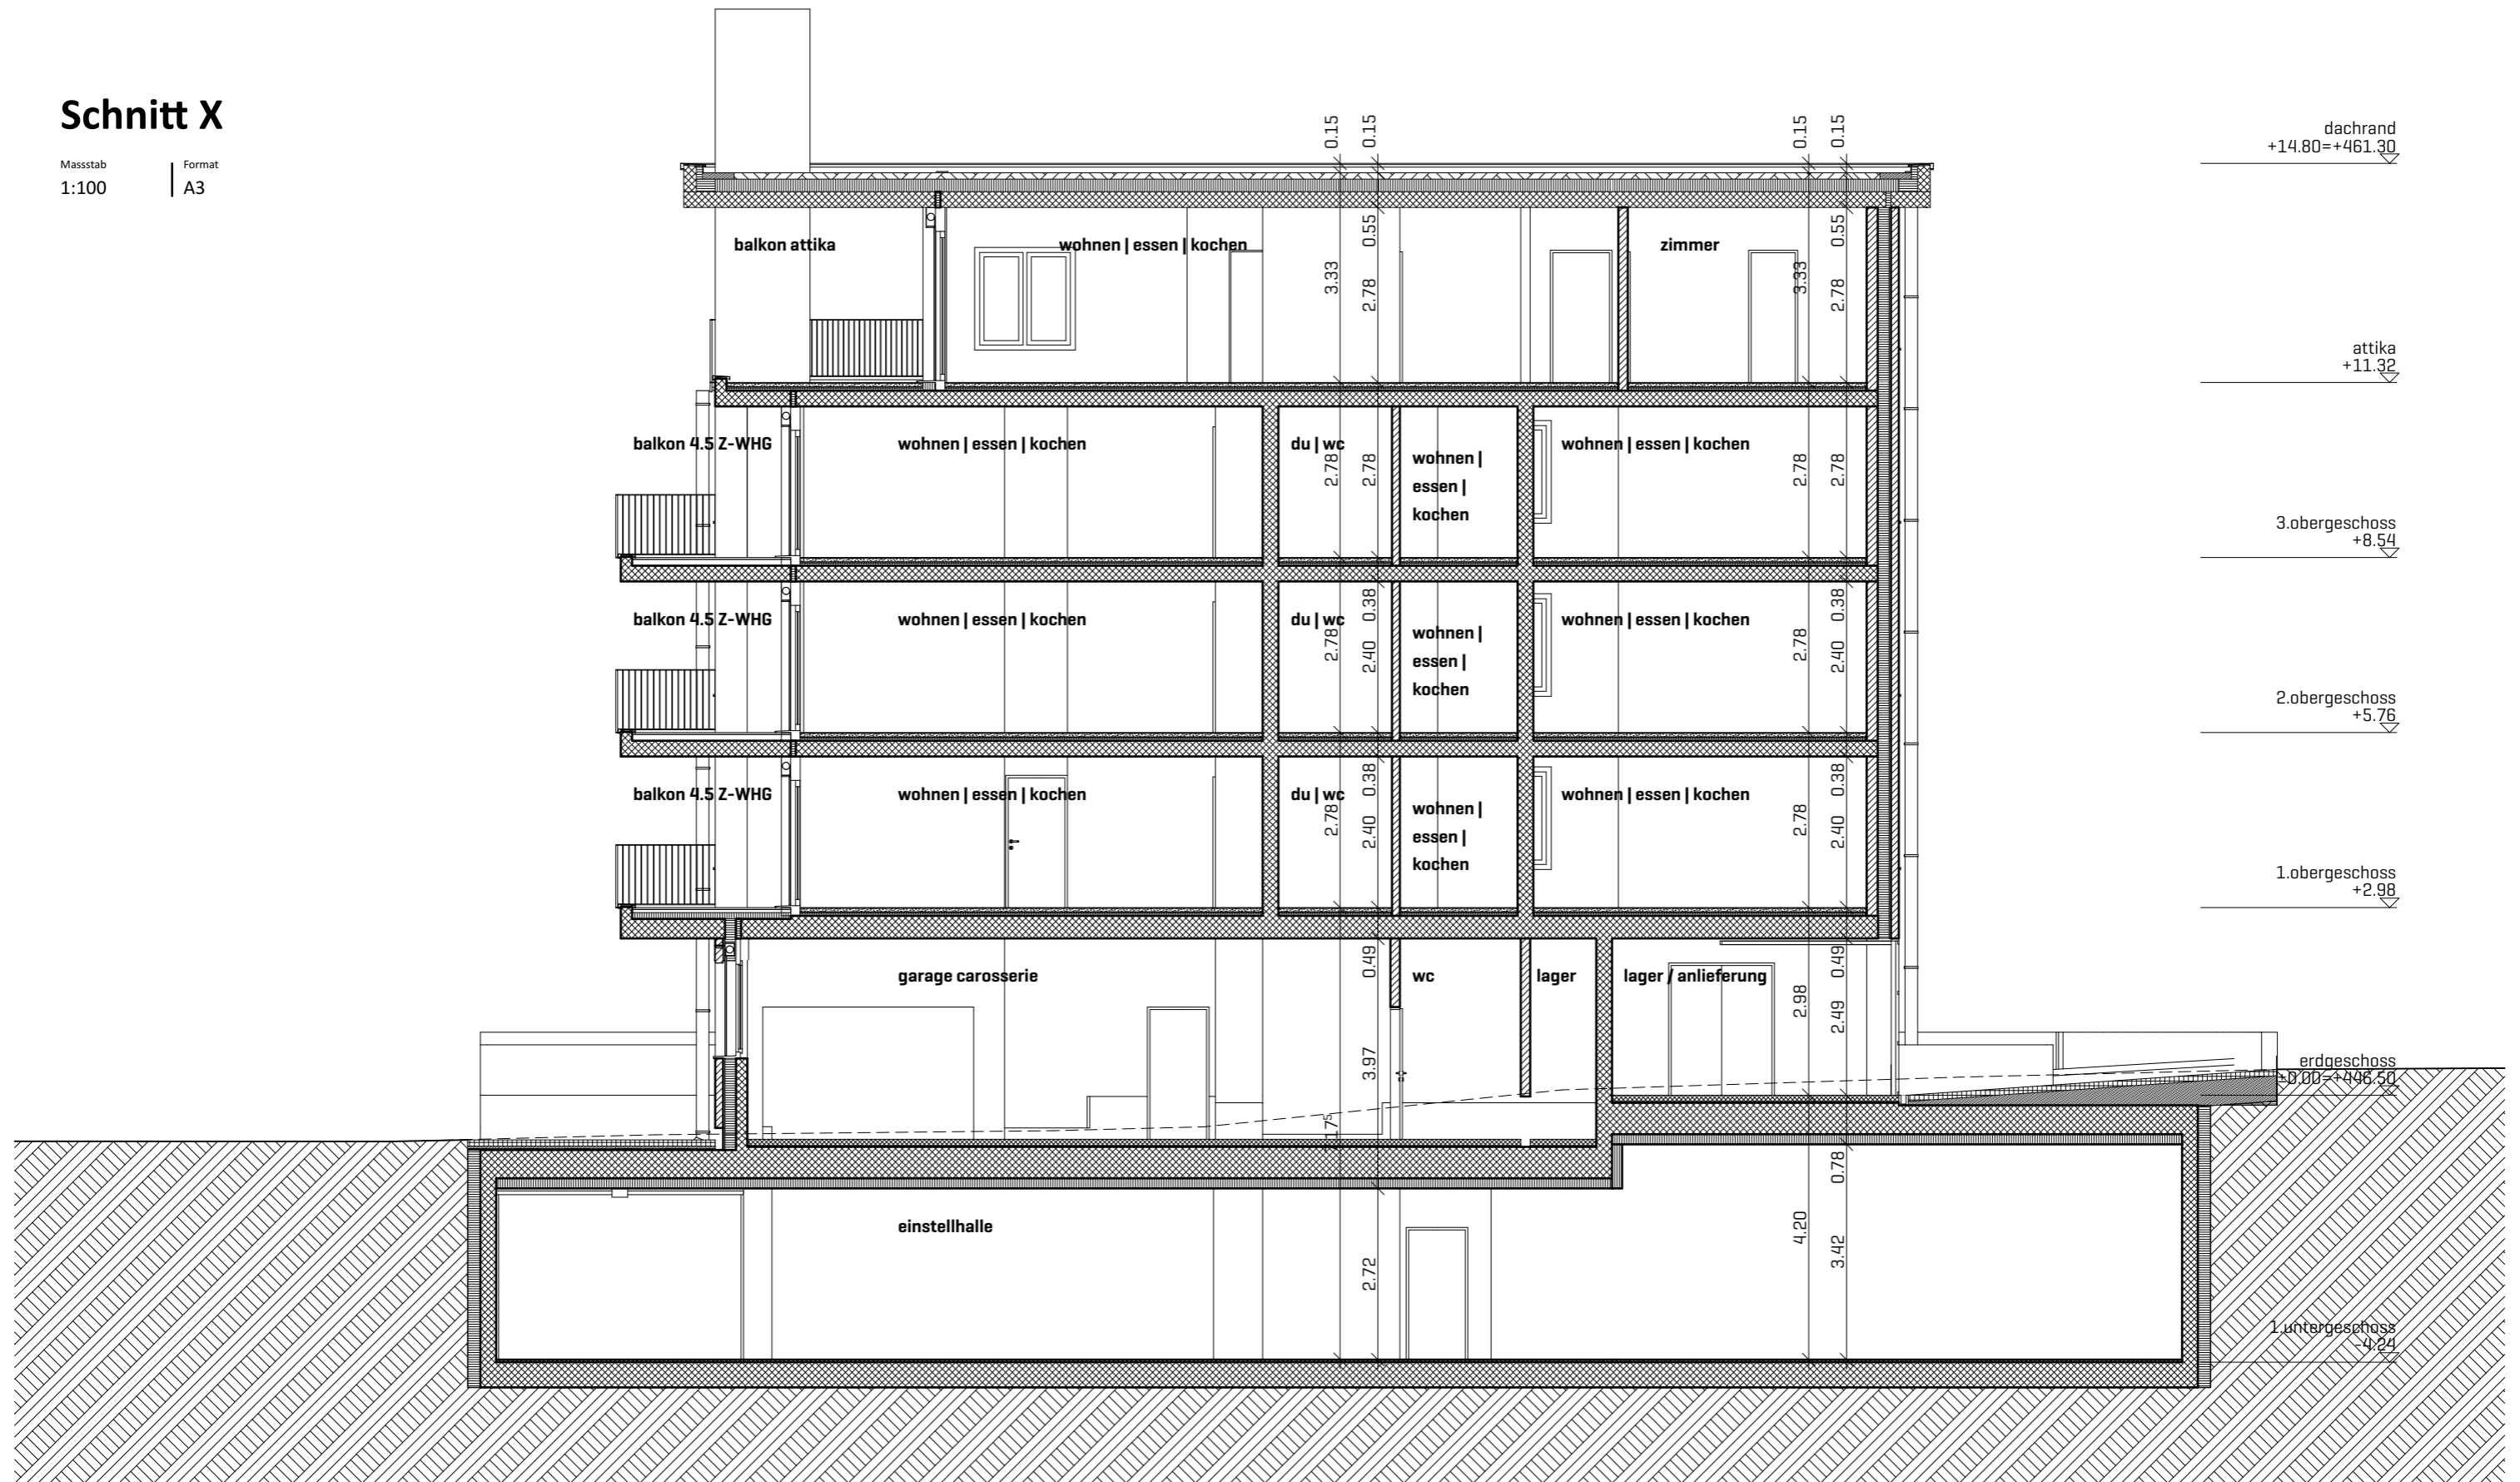 Schnitt X
Massstab
1:100
Format
A3
0.15
0.15
0.15
0.15
dachrand
+14.80=+461.30
balkon attika
wohnen | essen | kochen
zimmer
3.33
0.55
2.78
3.33
0.55
2.78
attika
+11.32
balkon 4.5 Z-WHG
wohnen | essen | kochen
du | wc
wohnen |
essen |
kochen
wohnen | essen | kochen
2.78
2.78
2.78
2.78
3.obergeschoss
+8.54
balkon 4.5 Z-WHG
wohnen | essen | kochen
du | wc
wohnen |
essen |
kochen
wohnen | essen | kochen
2.78
0.38
2.40
2.78
0.38
2.40
2.obergeschoss
+5.76
balkon 4.5 Z-WHG
wohnen | essen | kochen
du | wc
wohnen |
essen |
kochen
wohnen | essen | kochen
2.78
0.38
2.40
2.78
0.38
2.40
1.obergeschoss
+2.98
garage carosserie
wc
lager
lager / anlieferung
0.49
3.97
2.98
0.49
2.49
erdgeschoss
±0.00=+446.50
einstellhalle
2.72
4.20
0.78
3.42
1.untergeschoss
-4.24